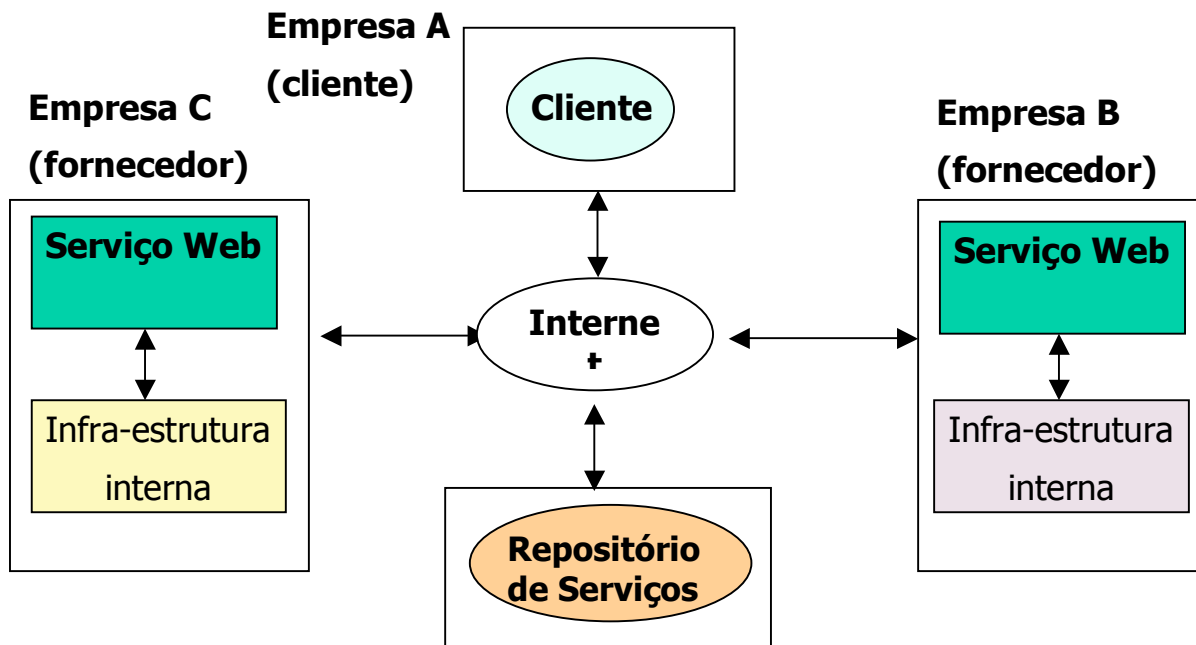 Empresa A
(cliente)
Cliente
Empresa C
(fornecedor)
Empresa B
(fornecedor)
Serviço Web
Serviço Web
Interne
t
Infra-estrutura
interna
Infra-estrutura
interna
Repositório
de Serviços